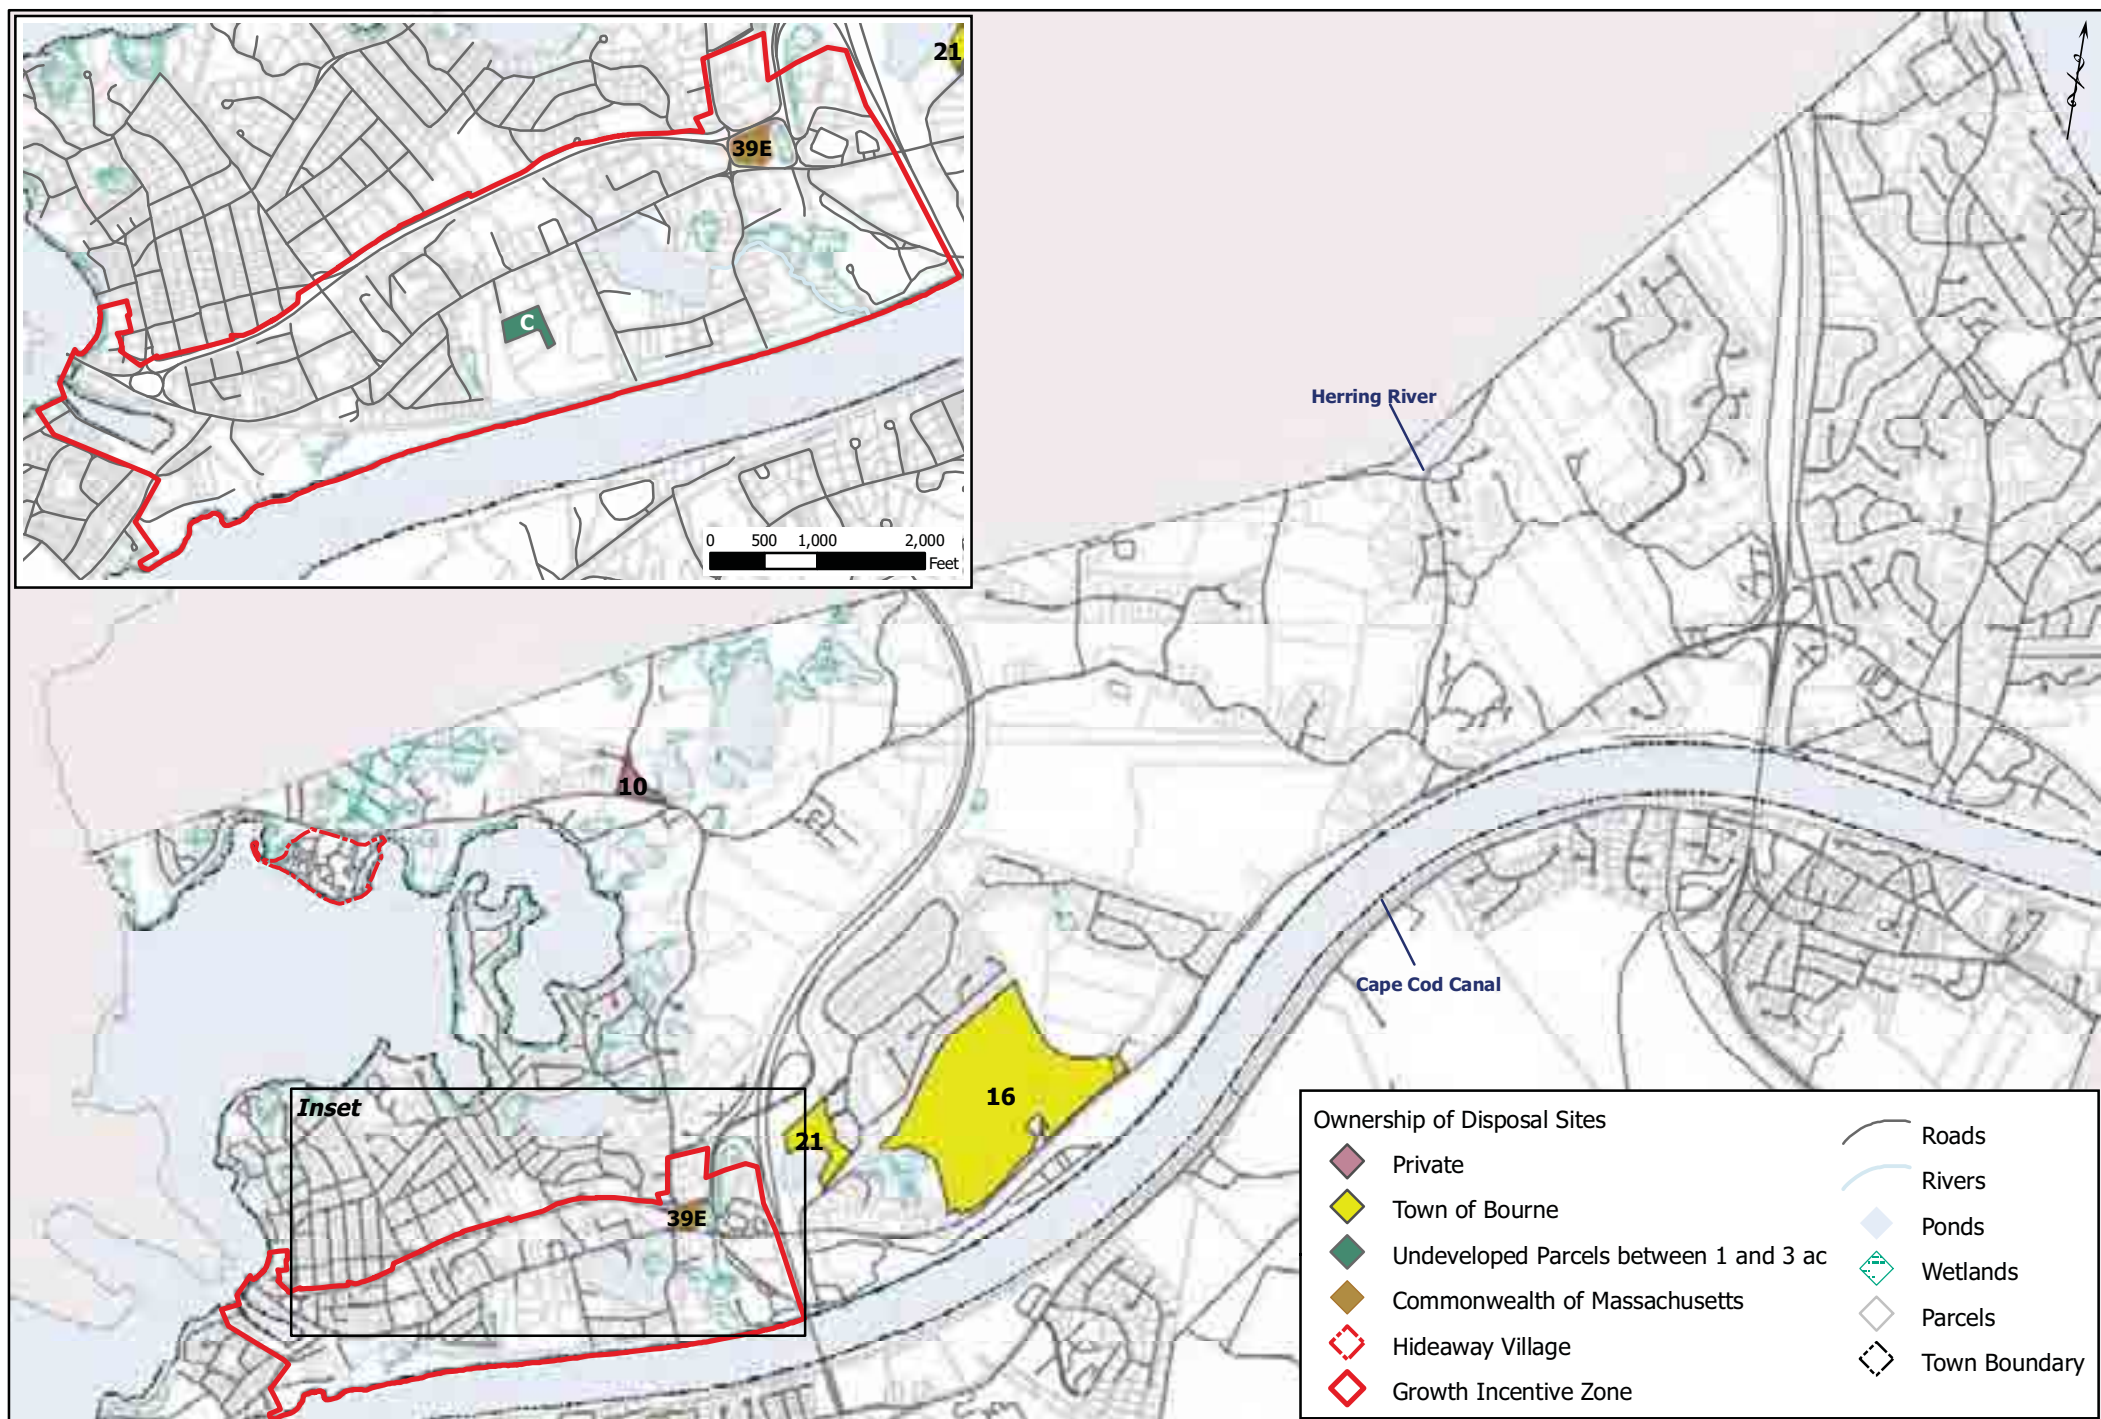 21
39E
C
0 500 1,000 2,000
Feet
Herring River
10
Cape Cod Canal
16
Inset
21
39E
Ownership of Disposal Sites
Private
Town of Bourne
Undeveloped Parcels between 1 and 3 ac
Commonwealth of Massachusetts
Hideaway Village
Growth Incentive Zone
Roads
Rivers
Ponds
Wetlands
Parcels
Town Boundary